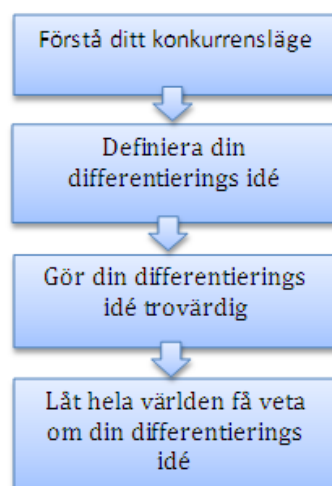 Förstå ditt konkurrensläge
Definiera din
differentierings idé
Gör din differentierings
idé trovärdig
Låt hela världen få veta
om din differentierings
idé